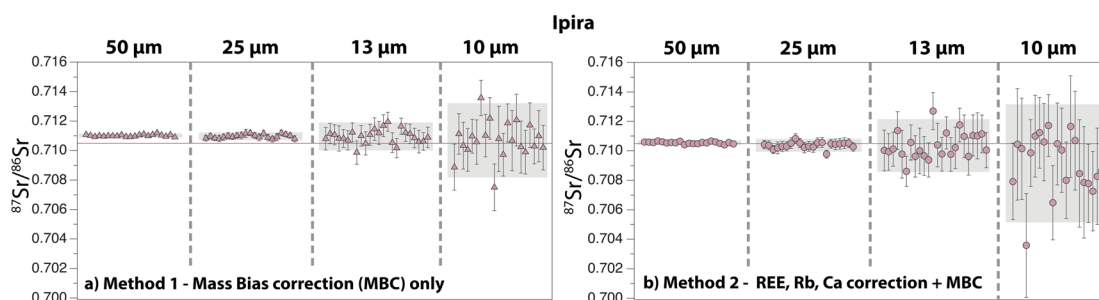 Ipira
50 µm 25 µm 13 µm 10 µm
0.716
0.714
0.712
0.710
0.708
0.706
0.704
0.702
0.700
87Sr/86Sr
a) Method 1 - Mass Bias correction (MBC) only
50 µm 25 µm 13 µm 10 µm
0.716
0.714
0.712
0.710
0.708
0.706
0.704
0.702
0.700
87Sr/86Sr
b) Method 2 - REE, Rb, Ca correction + MBC